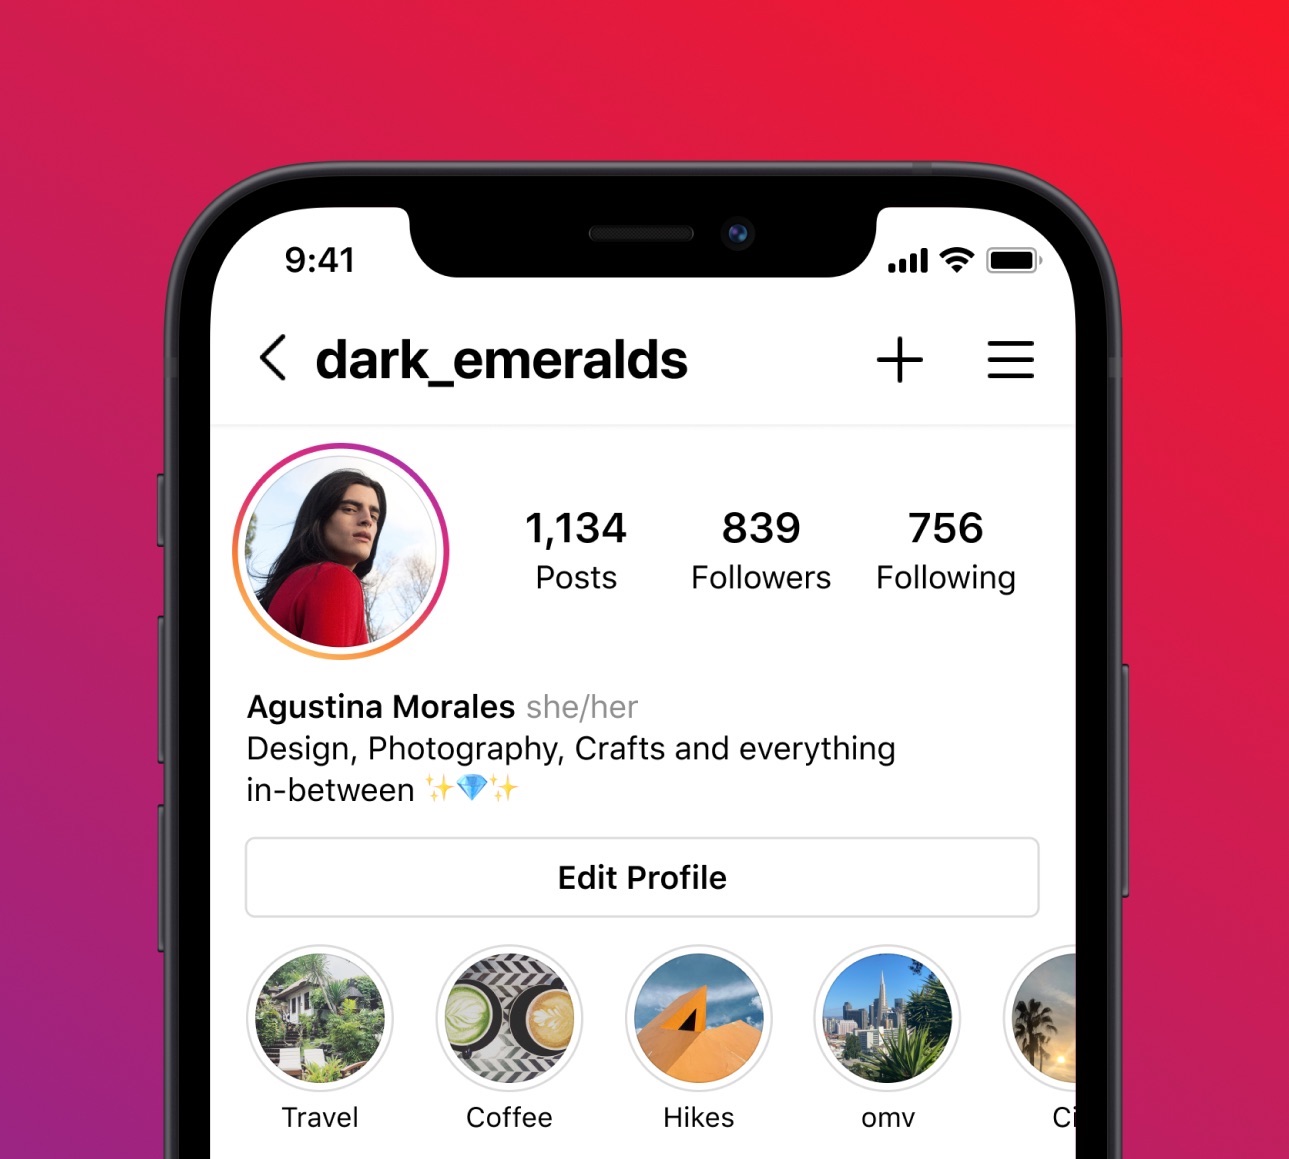 9:41
dark_emeralds
1,134 839 756
Posts Followers Following
Agustina Morales she/her
Design, Photography, Crafts and everything
in-between ✨💎✨
Edit Profile
Travel Coffee Hikes omv